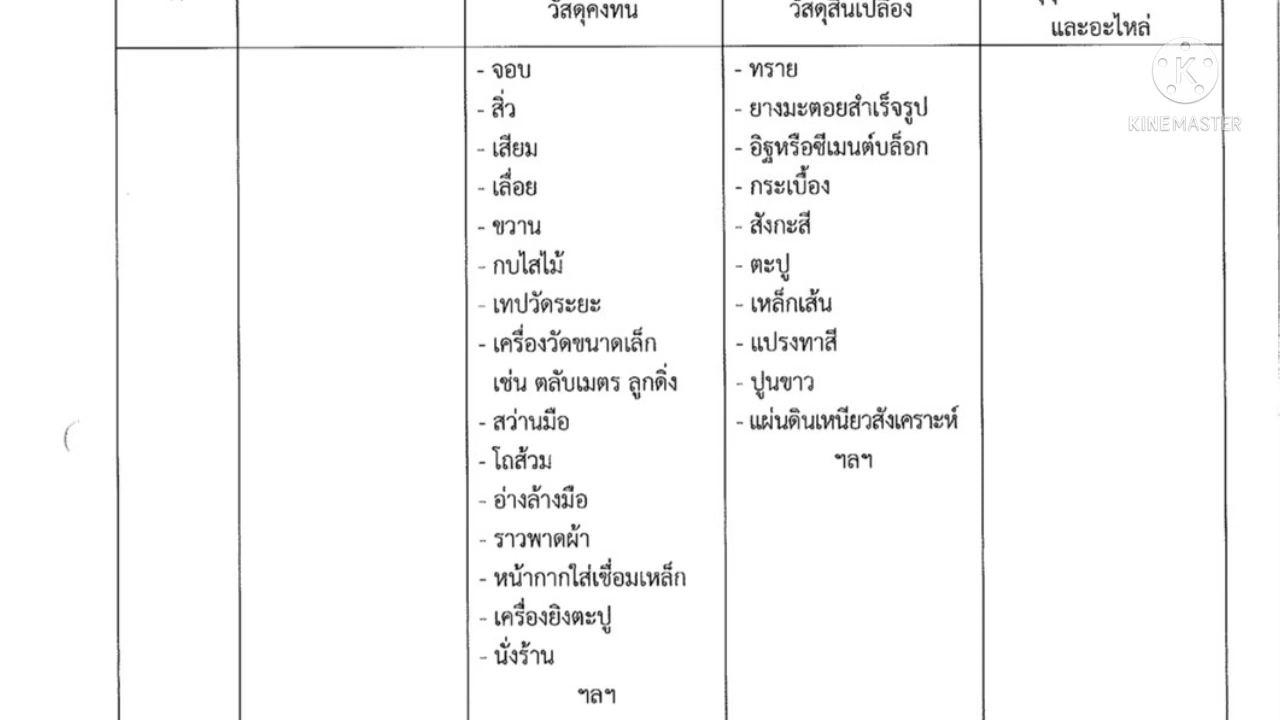 วัสดุคงทน
วัสดุสิ้นเปลือง
และอะไหล่
- จอบ
- สิ่ว
- เสียม
- เลื่อย
- ขวาน
- กบไสไม้
- เทปวัดระยะ
- เครื่องวัดขนาดเล็ก
เช่น ตลับเมตร ลูกดิ่ง
- สว่านมือ
- โถส้วม
- อ่างล้างมือ
- ราวพาดผ้า
- หน้ากากใส่เชื่อมเหล็ก
- เครื่องยิงตะปู
- นั่งร้าน
ฯลฯ
- ทราย
- ยางมะตอยสำเร็จรูป
- อิฐหรือซีเมนต์บล็อก
- กระเบื้อง
- สังกะสี
- ตะปู
- เหล็กเส้น
- แปรงทาสี
- ปูนขาว
- แผ่นดินเหนียวสังเคราะห์
ฯลฯ
K
KINEMASTER